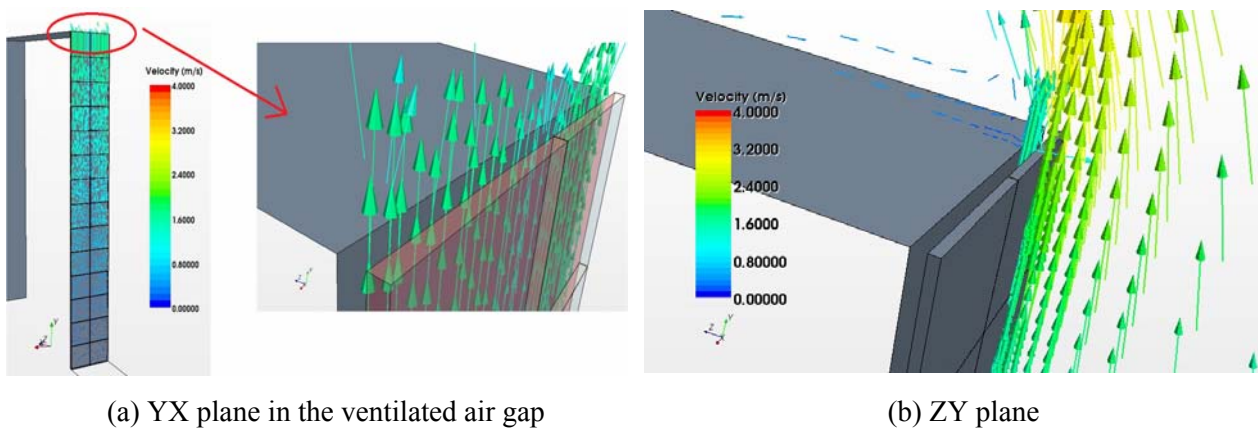 Velocity (m/s)
4.0000
3.2000
2.4000
1.6000
0.80000
0.00000
Y
Z
Velocity (m/s)
4.0000
3.2000
2.4000
1.6000
0.80000
0.00000
Z
Y
X
(a) YX plane in the ventilated air gap
(b) ZY plane